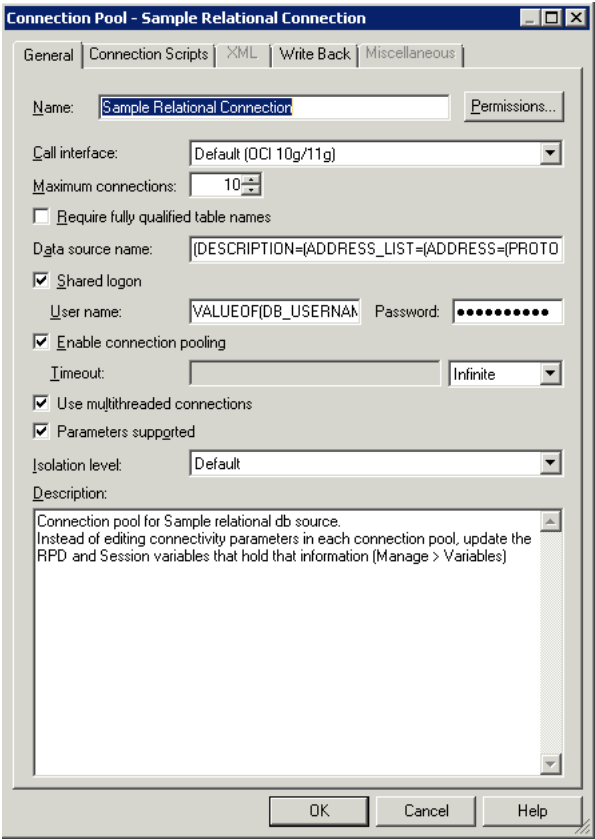 Connection Pool - Sample Relational Connection
General Connection Scripts XML Write Back Miscellaneous
Name: Sample Relational Connection Permissions...
Call interface: Default (OCI 10g/11g)
Maximum connections: 10
Require fully qualified table names
Data source name: (DESCRIPTION=(ADDRESS_LIST=(ADDRESS=(PROTO
Shared logon
User name: VALUEOF(DB_USERNAM Password: ●●●●●●●●●●
Enable connection pooling
Timeout: Infinite
Use multithreaded connections
Parameters supported
Isolation level: Default
Description:
Connection pool for Sample relational db source.
Instead of editing connectivity parameters in each connection pool, update the
RPD and Session variables that hold that information (Manage > Variables)
OK Cancel Help